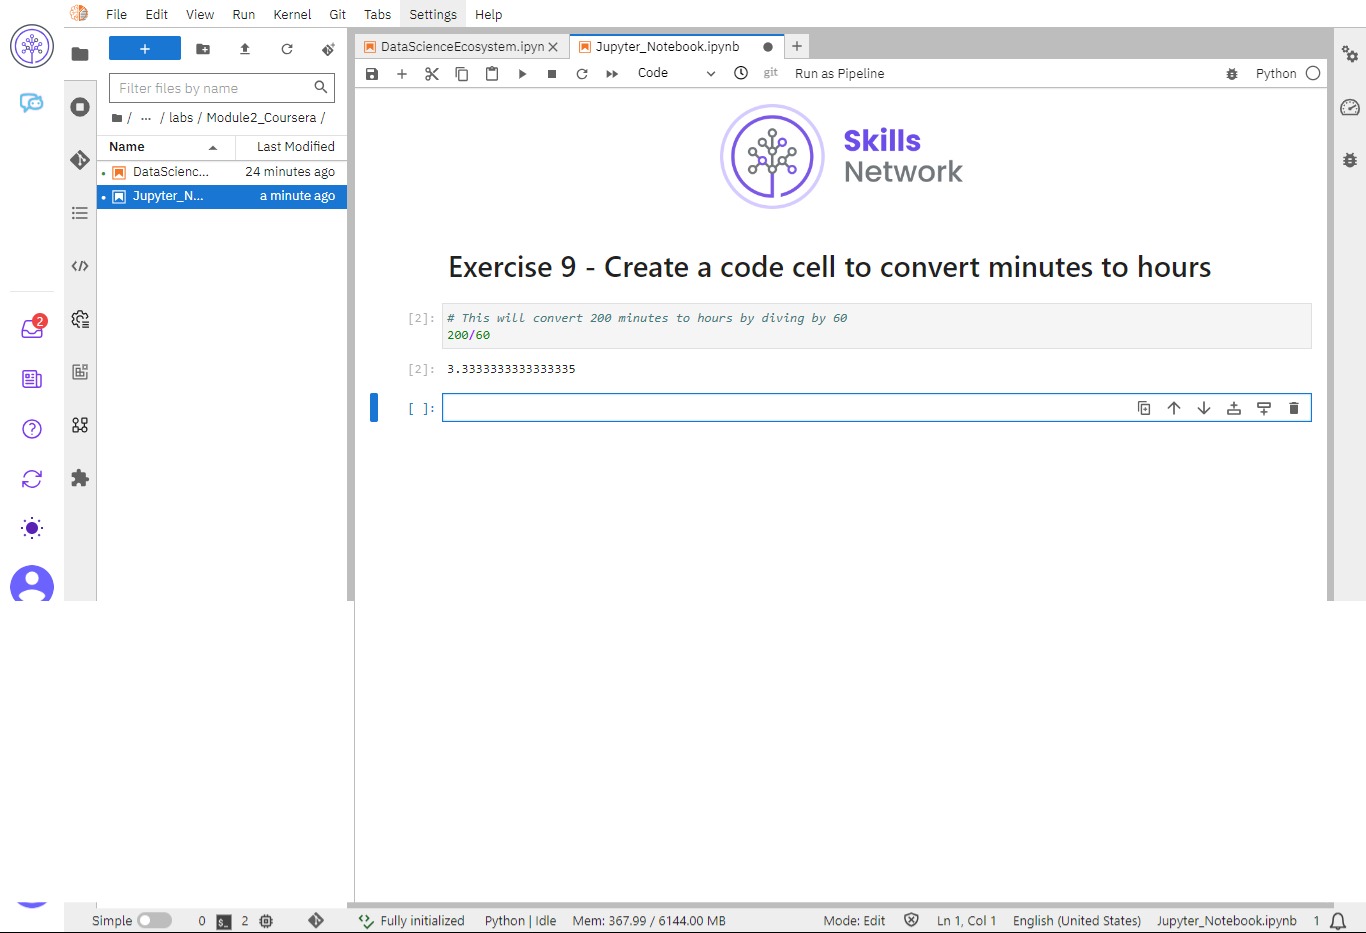 File Edit View Run Kernel Git Tabs Settings Help
+
DataScienceEcosystem.ipyn
Jupyter_Notebook.ipynb
Code
git
Run as Pipeline
Python
Filter files by name
/ ... / labs / Module2_Coursera /
Name Last Modified
DataScienc... 24 minutes ago
Jupyter_N... a minute ago
2
Skills
Network
Exercise 9 - Create a code cell to convert minutes to hours
[2]: # This will convert 200 minutes to hours by diving by 60
200/60
[2]: 3.3333333333333335
[ ]:
Simple 0 $_ 2 Fully initialized Python | Idle Mem: 367.99 / 6144.00 MB Mode: Edit Ln 1, Col 1 English (United States) Jupyter_Notebook.ipynb 1